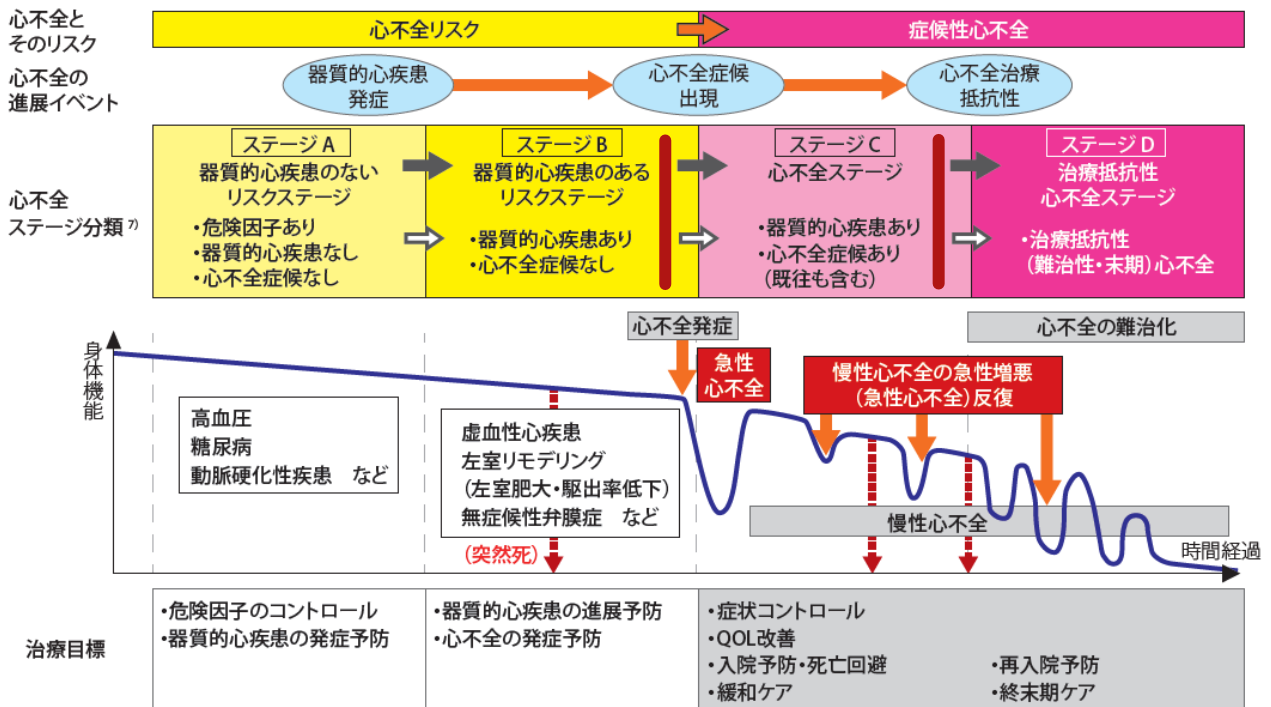 心不全と
そのリスク
心不全リスク
症候性心不全
心不全の
進展イベント
器質的心疾患
発症
心不全症候
出現
心不全治療
抵抗性
心不全
ステージ分類 7)
ステージA
器質的心疾患のない
リスクステージ
・危険因子あり
・器質的心疾患なし
・心不全症候なし
ステージB
器質的心疾患のある
リスクステージ
・器質的心疾患あり
・心不全症候なし
ステージC
心不全ステージ
・器質的心疾患あり
・心不全症候あり
（既往も含む）
ステージD
治療抵抗性
心不全ステージ
・治療抵抗性
（難治性・末期）心不全
身体機能
心不全発症
心不全の難治化
急性
心不全
慢性心不全の急性増悪
（急性心不全）反復
高血圧
糖尿病
動脈硬化性疾患　など
虚血性心疾患
左室リモデリング
（左室肥大・駆出率低下）
無症候性弁膜症　など
（突然死）
慢性心不全
時間経過
治療目標
・危険因子のコントロール
・器質的心疾患の発症予防
・器質的心疾患の進展予防
・心不全の発症予防
・症状コントロール
・QOL改善
・入院予防・死亡回避
・緩和ケア
・再入院予防
・終末期ケア